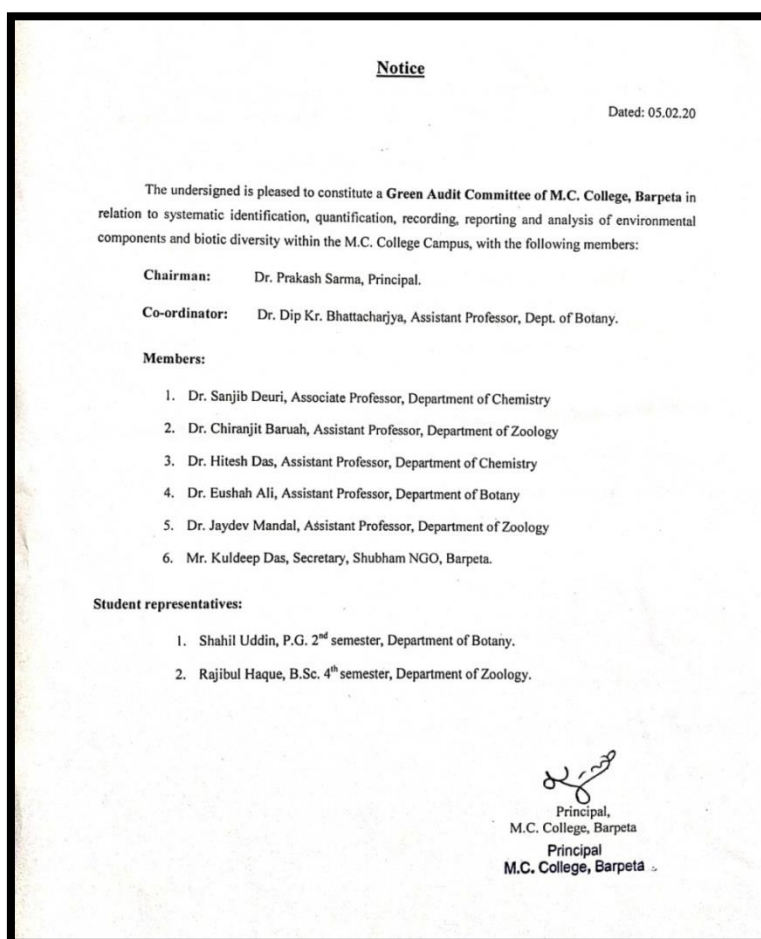 Notice
Dated: 05.02.20
The undersigned is pleased to constitute a Green Audit Committee of M.C. College, Barpeta in
relation to systematic identification, quantification, recording, reporting and analysis of environmental
components and biotic diversity within the M.C. College Campus, with the following members:
Chairman: Dr. Prakash Sarma, Principal.
Co-ordinator: Dr. Dip Kr. Bhattacharjya, Assistant Professor, Dept. of Botany.
Members:
1. Dr. Sanjib Deuri, Associate Professor, Department of Chemistry
2. Dr. Chiranjit Baruah, Assistant Professor, Department of Zoology
3. Dr. Hitesh Das, Assistant Professor, Department of Chemistry
4. Dr. Eushah Ali, Assistant Professor, Department of Botany
5. Dr. Jaydev Mandal, Assistant Professor, Department of Zoology
6. Mr. Kuldeep Das, Secretary, Shubham NGO, Barpeta.
Student representatives:
1. Shahil Uddin, P.G. 2nd semester, Department of Botany.
2. Rajibul Haque, B.Sc. 4th semester, Department of Zoology.
Principal,
M.C. College, Barpeta
Principal
M.C. College, Barpeta